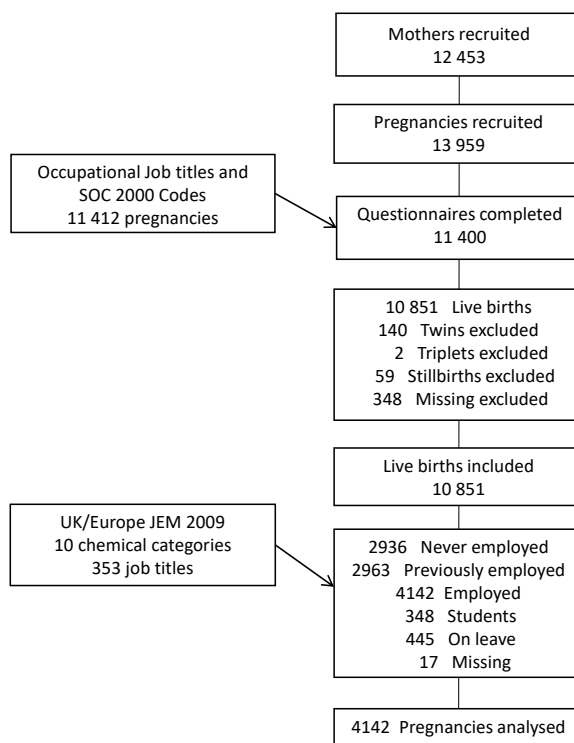 Mothers recruited
12 453
Pregnancies recruited
13 959
Occupational Job titles and
SOC 2000 Codes
11 412 pregnancies
Questionnaires completed
11 400
10 851 Live births
140 Twins excluded
2 Triplets excluded
59 Stillbirths excluded
348 Missing excluded
Live births included
10 851
UK/Europe JEM 2009
10 chemical categories
353 job titles
2936 Never employed
2963 Previously employed
4142 Employed
348 Students
445 On leave
17 Missing
4142 Pregnancies analysed